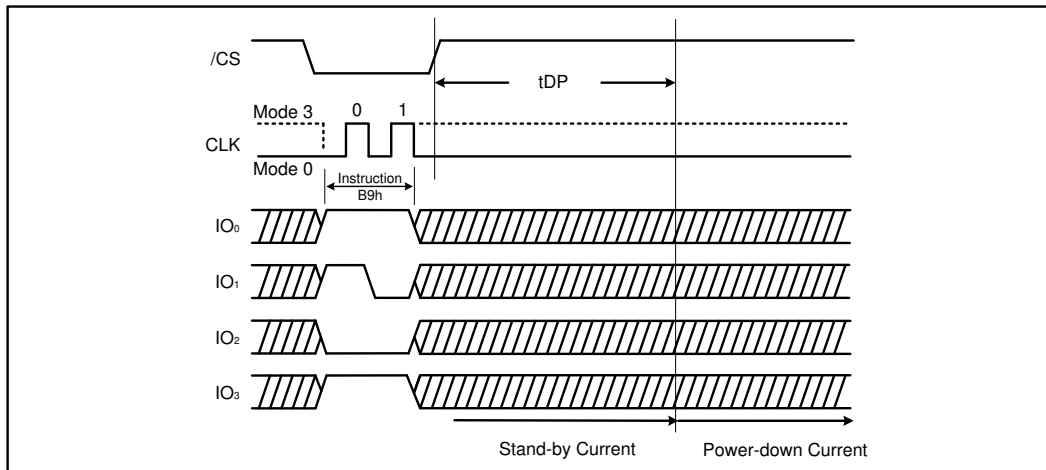 /CS
tDP
Mode 3
0
1
CLK
Mode 0
Instruction
B9h
IO₀
IO₁
IO₂
IO₃
Stand-by Current
Power-down Current